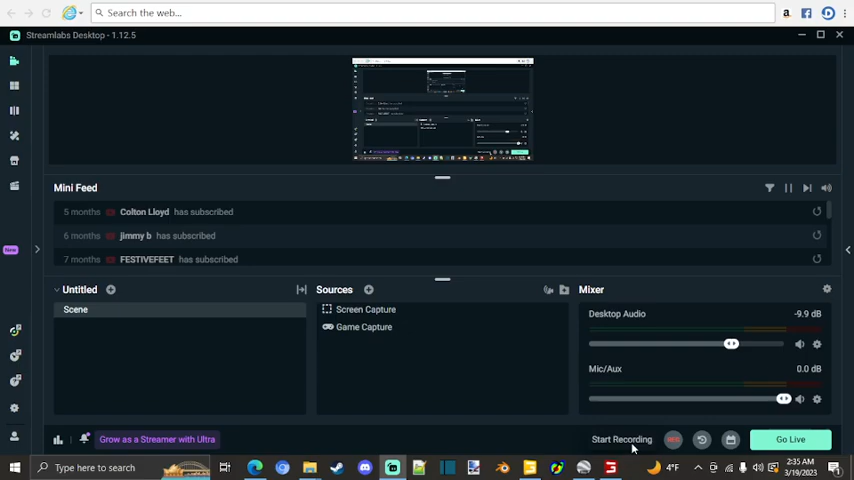 Search the web...
Streamlabs Desktop - 1.12.5
Mini Feed
5 months Colton Lloyd has subscribed
6 months jimmy b has subscribed
7 months FESTIVEFEET has subscribed
New
Untitled
Sources
Mixer
Scene
Screen Capture
Game Capture
Desktop Audio -9.9 dB
Mic/Aux 0.0 dB
Grow as a Streamer with Ultra
Start Recording
REC
Go Live
Type here to search
4°F
2:35 AM
3/19/2023